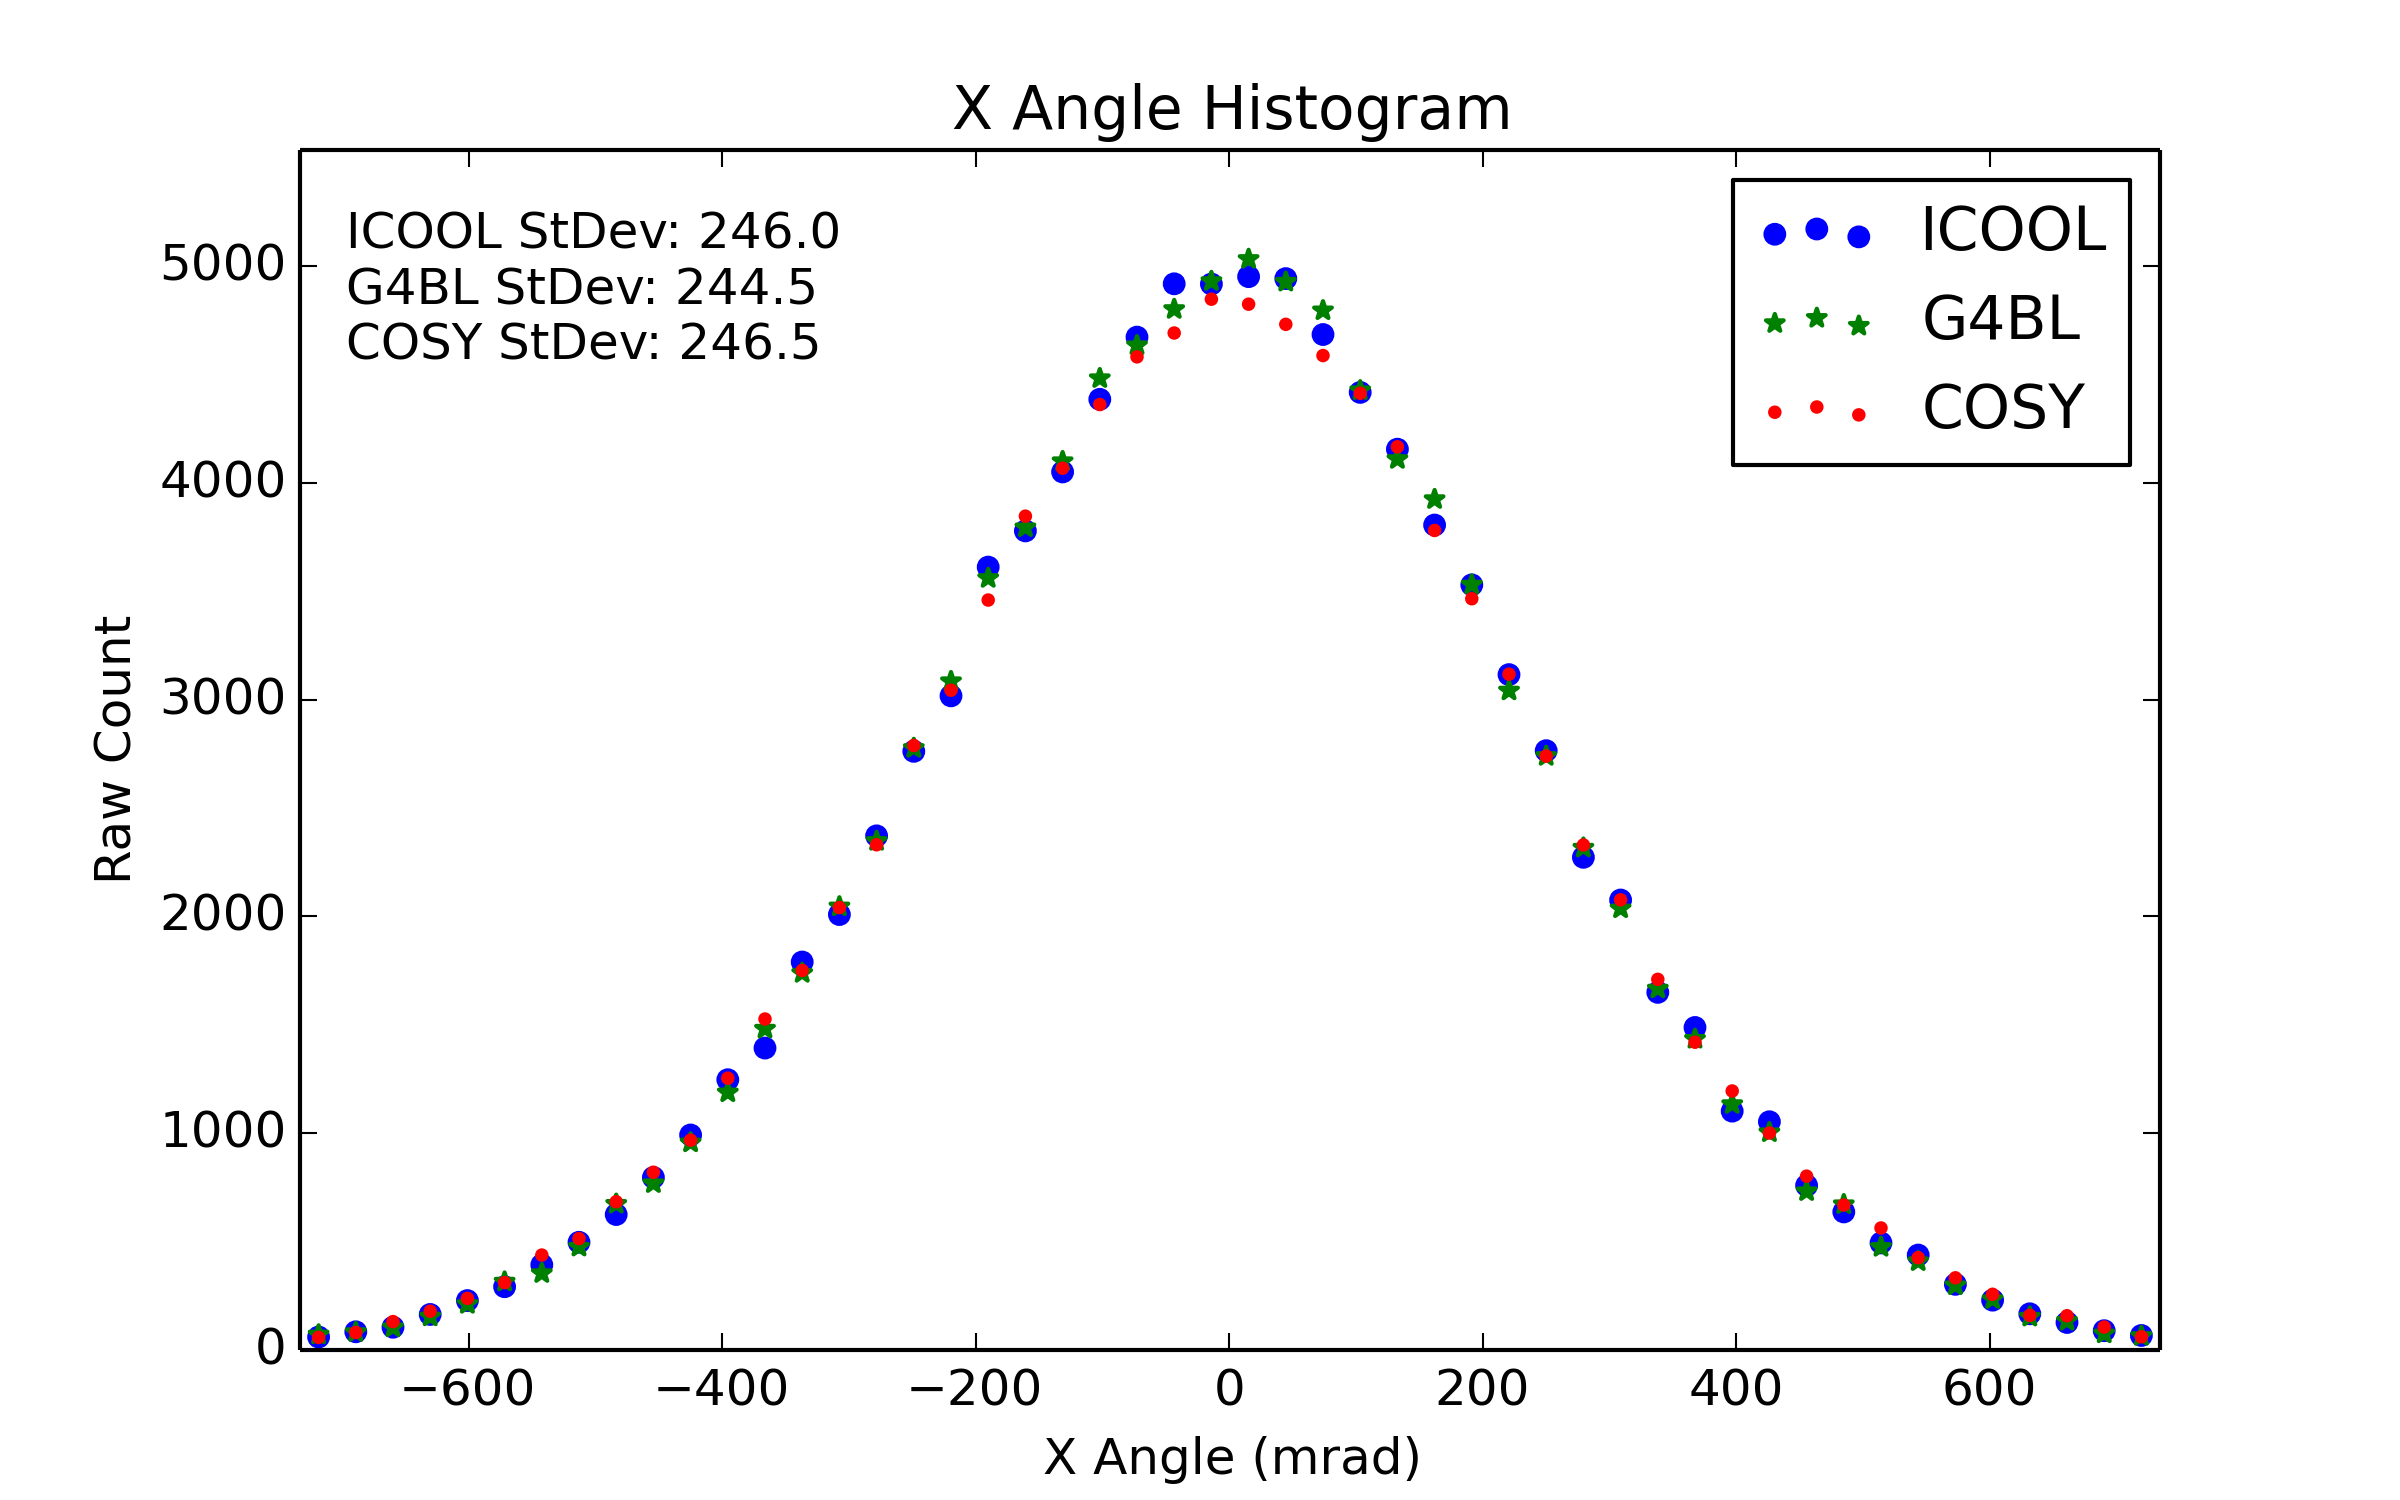 X Angle Histogram
ICOOL StDev: 246.0
G4BL StDev: 244.5
COSY StDev: 246.5
ICOOL
G4BL
COSY
5000
4000
3000
2000
1000
0
Raw Count
−600 −400 −200 0 200 400 600
X Angle (mrad)